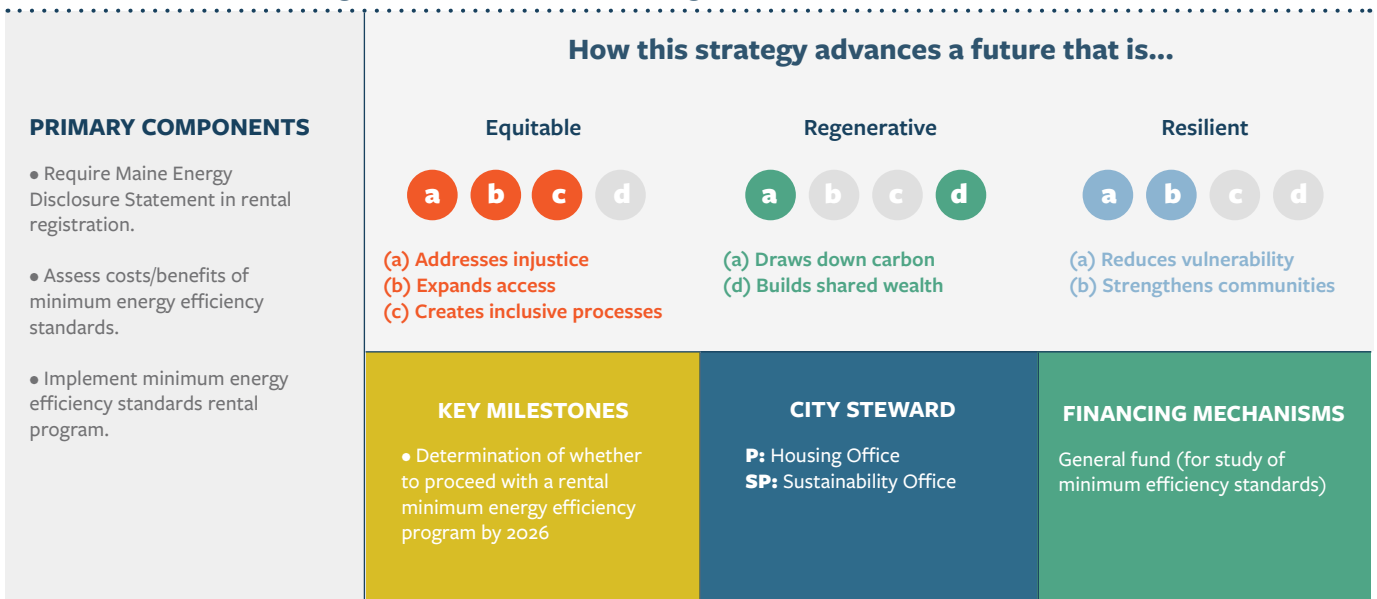 How this strategy advances a future that is...
PRIMARY COMPONENTS
• Require Maine Energy
Disclosure Statement in rental
registration.
• Assess costs/benefits of
minimum energy efficiency
standards.
• Implement minimum energy
efficiency standards rental
program.
Equitable
a b c d
(a) Addresses injustice
(b) Expands access
(c) Creates inclusive processes
Regenerative
a b c d
(a) Draws down carbon
(d) Builds shared wealth
Resilient
a b c d
(a) Reduces vulnerability
(b) Strengthens communities
KEY MILESTONES
• Determination of whether
to proceed with a rental
minimum energy efficiency
program by 2026
CITY STEWARD
P: Housing Office
SP: Sustainability Office
FINANCING MECHANISMS
General fund (for study of
minimum efficiency standards)